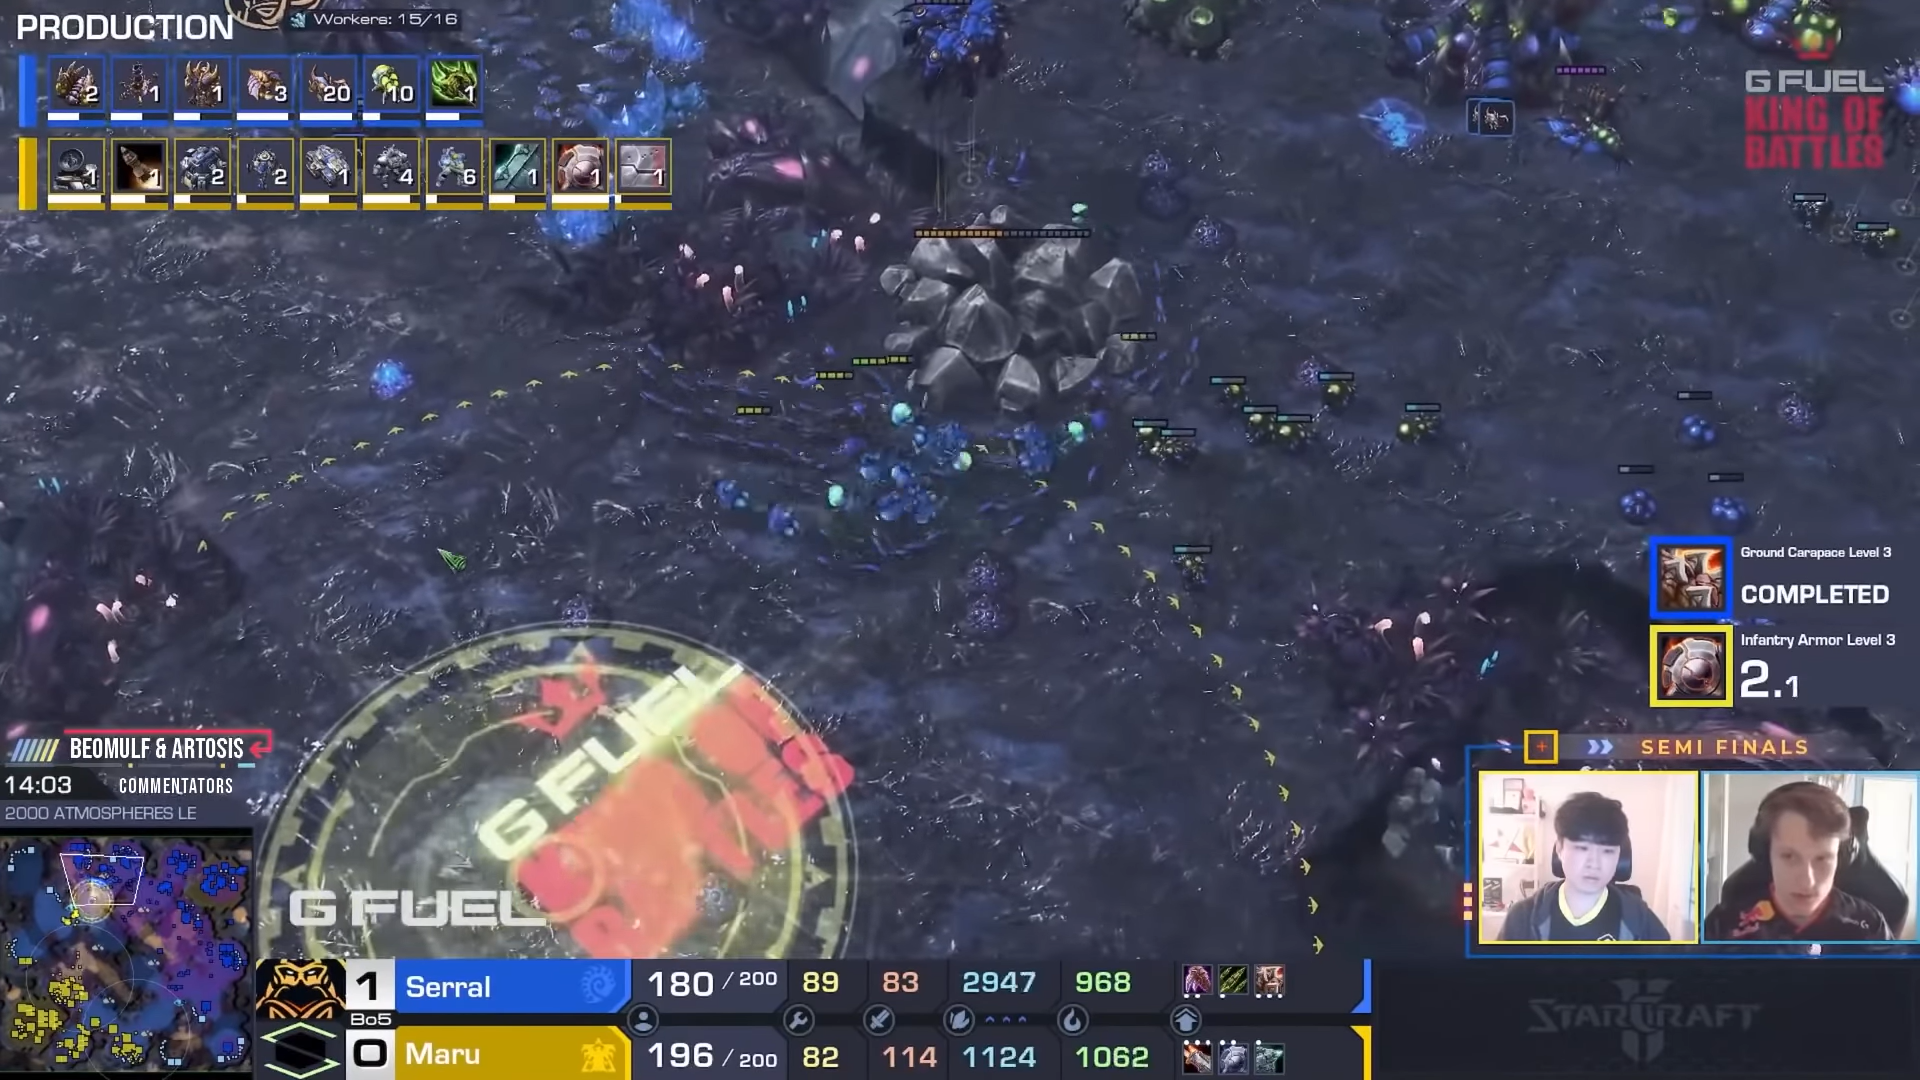 PRODUCTION
Workers: 15/16
2 1 1 3 20 10 1
1 1 2 2 1 4 6 1 1 1
G FUEL
KING OF
BATTLES
Ground Carapace Level 3
COMPLETED
Infantry Armor Level 3
2.1
SEMI FINALS
BEOMULF & ARTOSIS
14:03 COMMENTATORS
2000 ATMOSPHERES LE
G FUEL
G FUEL
1 Serral 180 / 200 89 83 2947 968
Bo5
0 Maru 196 / 200 82 114 1124 1062
STARCRAFT
II